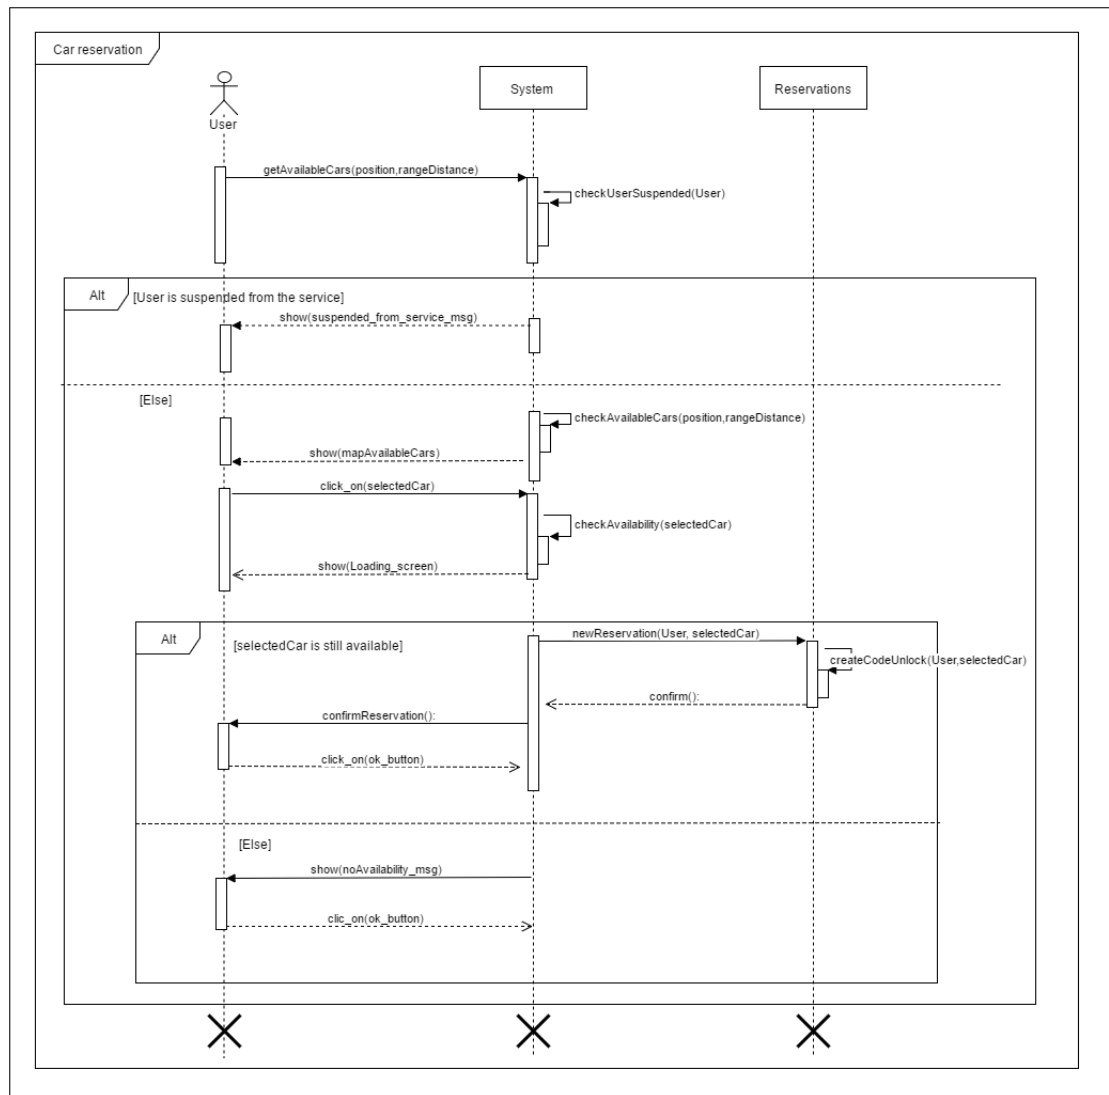 Car reservation
System
Reservations
User
getAvailableCars(position,rangeDistance)
checkUserSuspended(User)
Alt
[User is suspended from the service]
show(suspended_from_service_msg)
[Else]
checkAvailableCars(position,rangeDistance)
show(mapAvailableCars)
click_on(selectedCar)
checkAvailability(selectedCar)
show(Loading_screen)
Alt
[selectedCar is still available]
newReservation(User, selectedCar)
createCodeUnlock(User,selectedCar)
confirm():
confirmReservation():
click_on(ok_button)
[Else]
show(noAvailability_msg)
clic_on(ok_button)